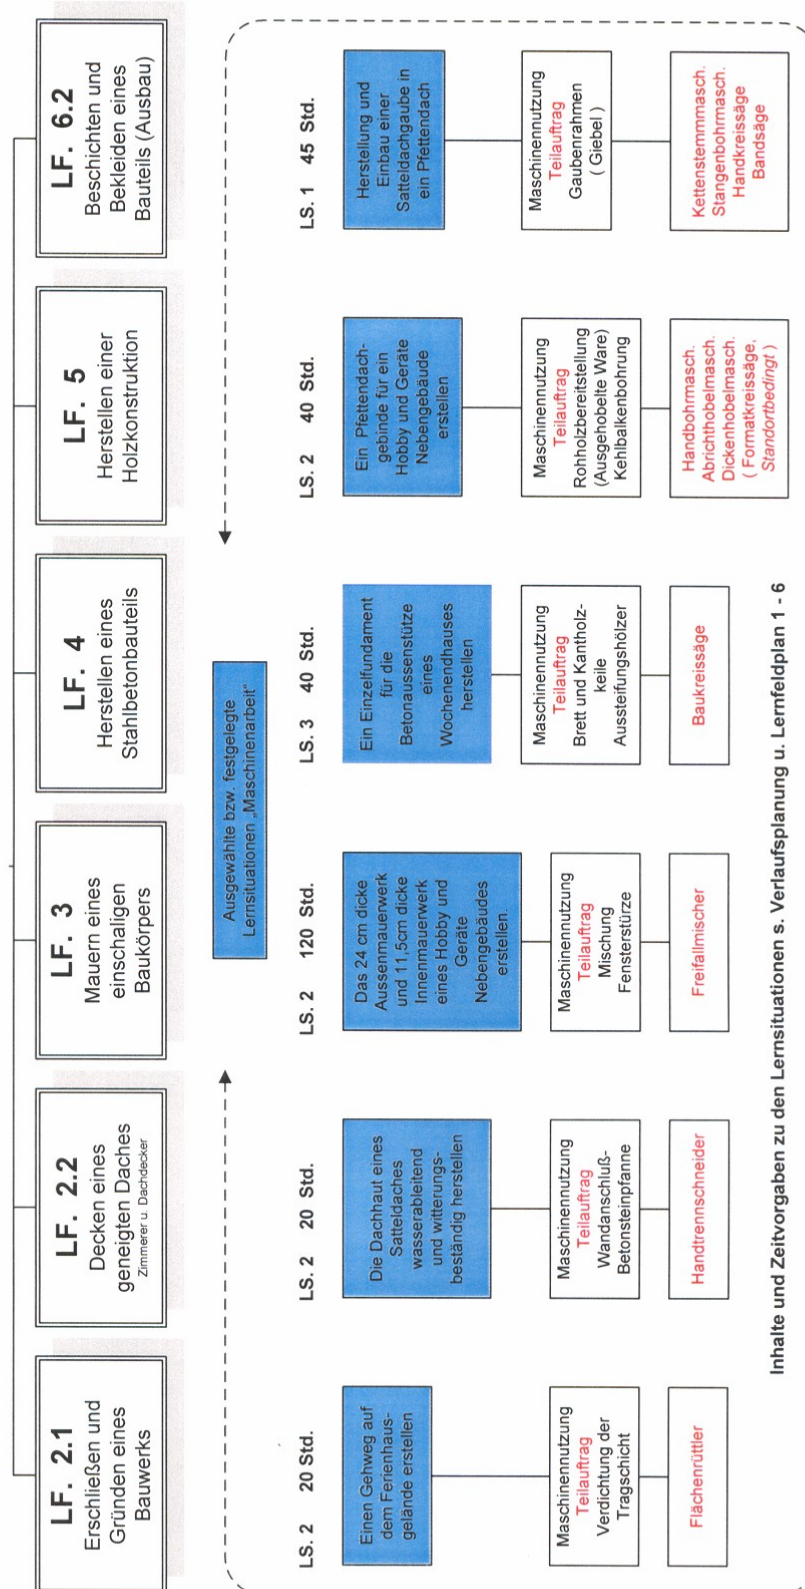 LF. 2.1
Erschließen und
Gründen eines
Bauwerks
LF. 2.2
Decken eines
geneigten Daches
Zimmerer u. Dachdecker
LF. 3
Mauern eines
einschaligen
Baukörpers
LF. 4
Herstellen eines
Stahlbetonbauteils
LF. 5
Herstellen einer
Holzkonstruktion
LF. 6.2
Beschichten und
Bekleiden eines
Bauteils (Ausbau)
Ausgewählte bzw. festgelegte
Lernsituationen „Maschinenarbeit"
LS. 2 20 Std.
Einen Gehweg auf
dem Ferienhaus-
gelände erstellen
Maschinennutzung
Teilauftrag
Verdichtung der
Tragschicht
Flächenrüttler
LS. 2 20 Std.
Die Dachhaut eines
Satteldaches
wasserableitend
und witterungs-
beständig herstellen
Maschinennutzung
Teilauftrag
Wandanschluß-
Betonsteinpfanne
Handtrennschneider
LS. 2 120 Std.
Das 24 cm dicke
Aussenmauerwerk
und 11,5cm dicke
Innenmauerwerk
eines Hobby und
Geräte
Nebengebäudes
erstellen.
Maschinennutzung
Teilauftrag
Mischung
Fensterstürze
Freifallmischer
LS. 3 40 Std.
Ein Einzelfundament
für die
Betonaussenstütze
eines
Wochenendhauses
herstellen
Maschinennutzung
Teilauftrag
Brett und Kantholz-
keile
Aussteifungshölzer
Baukreissäge
LS. 2 40 Std.
Ein Pfettendach-
gebinde für ein
Hobby und Geräte
Nebengebäude
erstellen
Maschinennutzung
Teilauftrag
Rohholzbereitstellung
(Ausgehobelte Ware)
Kehlbalkenbohrung
Handbohrmasch.
Abrichthobelmasch.
Dickenhobelmasch.
( Formatkreissäge,
Standortbedingt )
LS. 1 45 Std.
Herstellung und
Einbau einer
Satteldachgaube in
ein Pfettendach
Maschinennutzung
Teilauftrag
Gaubenrahmen
( Giebel )
Kettenstemmmasch.
Stangenbohrmasch.
Handkreissäge
Bandsäge
Inhalte und Zeitvorgaben zu den Lernsituationen s. Verlaufsplanung u. Lernfeldplan 1 - 6